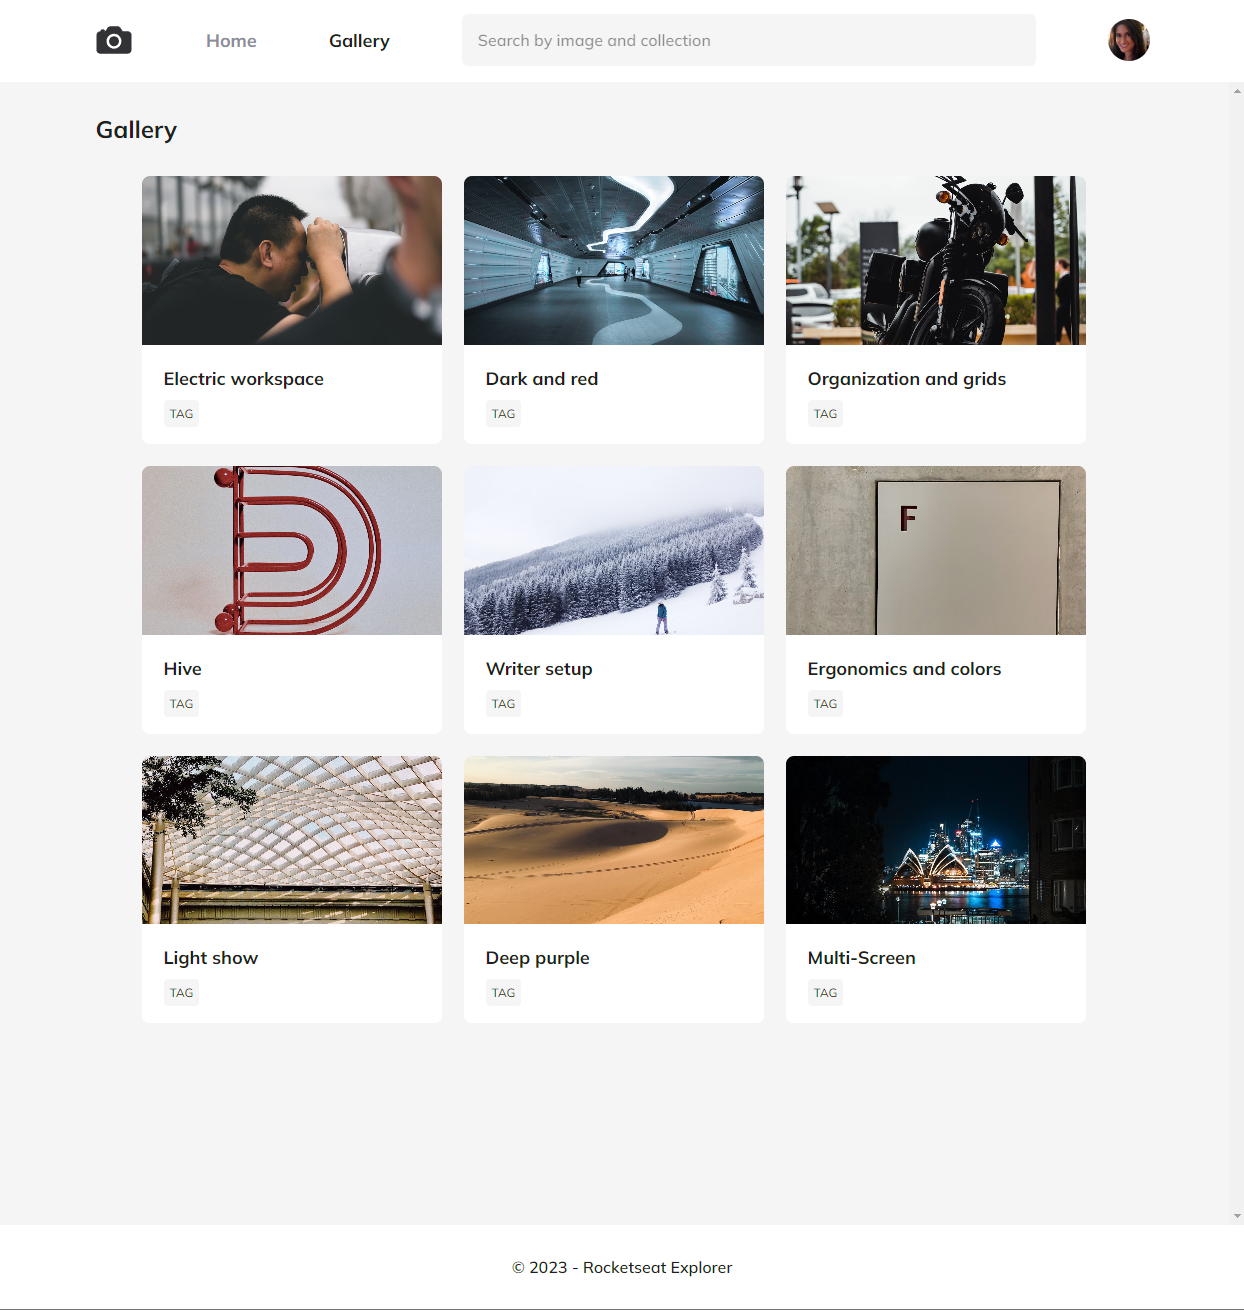 Home
Gallery
Search by image and collection
Gallery
Electric workspace
TAG
Dark and red
TAG
Organization and grids
TAG
F
Hive
TAG
Writer setup
TAG
Ergonomics and colors
TAG
Light show
TAG
Deep purple
TAG
Multi-Screen
TAG
© 2023 - Rocketseat Explorer